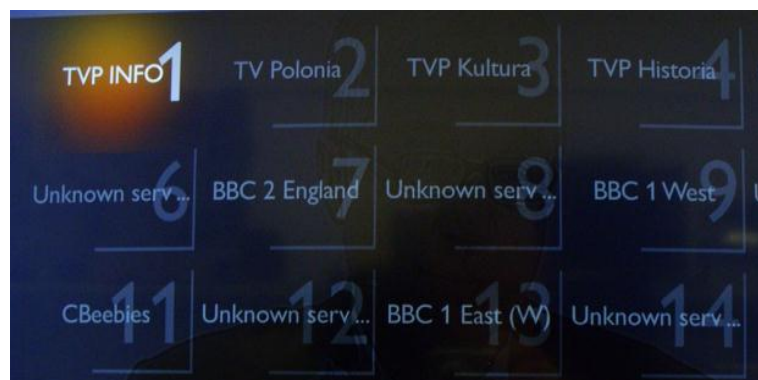 TVP INFO 1
TV Polonia 2
TVP Kultura 3
TVP Historia 4
Unknown serv... 6
BBC 2 England 7
Unknown serv... 8
BBC 1 West 9
CBeebies 11
Unknown serv... 12
BBC 1 East (W) 13
Unknown serv... 14